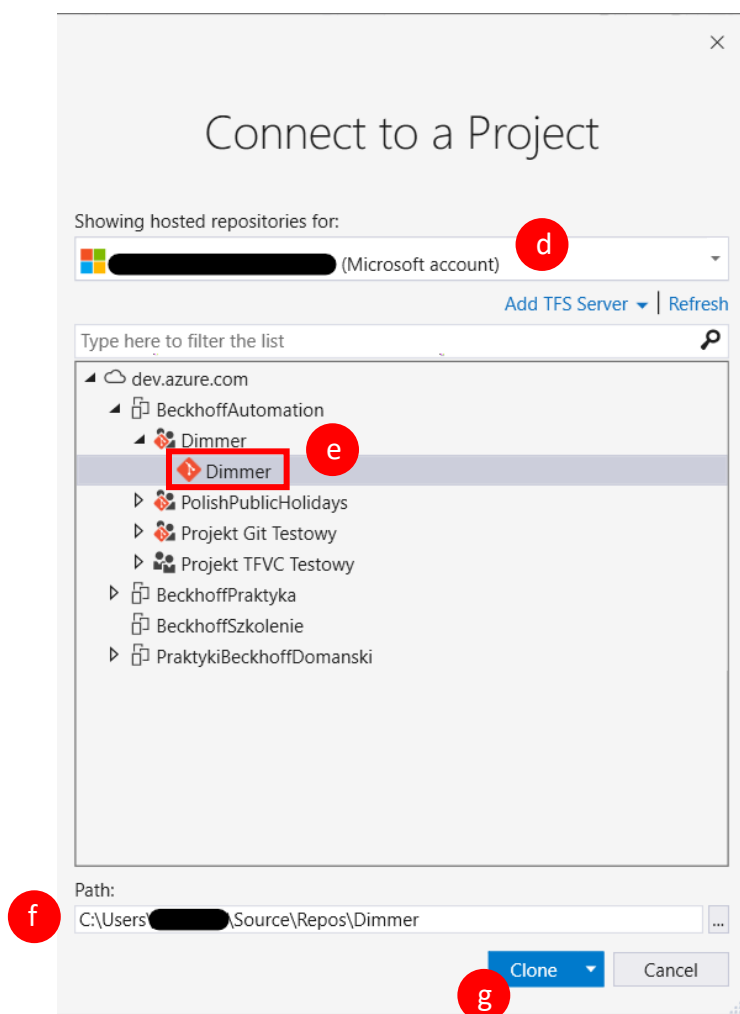 Connect to a Project
Showing hosted repositories for:
(Microsoft account)
d
Add TFS Server | Refresh
Type here to filter the list
dev.azure.com
BeckhoffAutomation
Dimmer
e
Dimmer
PolishPublicHolidays
Projekt Git Testowy
Projekt TFVC Testowy
BeckhoffPraktyka
BeckhoffSzkolenie
PraktykiBeckhoffDomanski
Path:
f
C:\Users\ \Source\Repos\Dimmer
...
Clone
Cancel
g